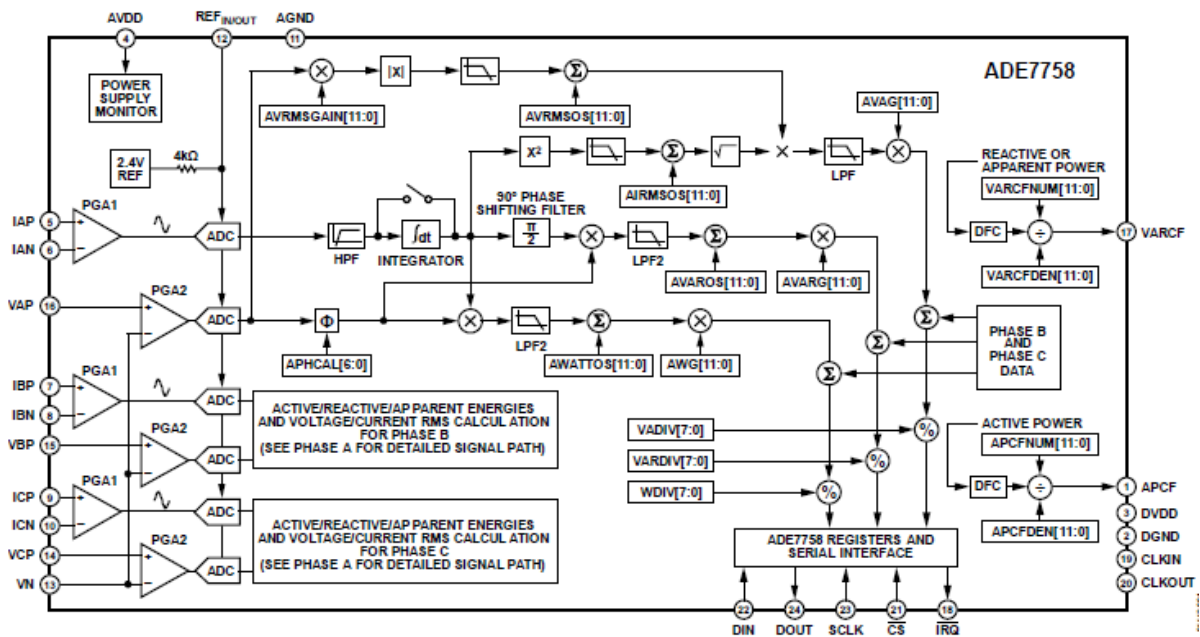 AVDD
REF IN/OUT
AGND
4
12
11
POWER
SUPPLY
MONITOR
|X|
Σ
ADE7758
AVRMSGAIN[11:0]
AVRMSOS[11:0]
AVAG[11:0]
2.4V
REF
4kΩ
X²
Σ
√
LPF
AIRMSOS[11:0]
REACTIVE OR
APPARENT POWER
VARCFNUM[11:0]
90° PHASE
SHIFTING FILTER
IAP
5
PGA1
+
IAN
6
−
ADC
HPF
∫dt
INTEGRATOR
π
2
LPF2
Σ
DFC
÷
17
VARCF
AVAROS[11:0]
AVARG[11:0]
VARCFDEN[11:0]
VAP
16
PGA2
+
−
ADC
Φ
LPF2
Σ
APHCAL[6:0]
AWATTOS[11:0]
AWG[11:0]
Σ
Σ
Σ
PHASE B
AND
PHASE C
DATA
IBP
7
PGA1
+
IBN
8
−
ADC
VBP
15
PGA2
+
−
ADC
ACTIVE/REACTIVE/APPARENT ENERGIES
AND VOLTAGE/CURRENT RMS CALCULATION
FOR PHASE B
(SEE PHASE A FOR DETAILED SIGNAL PATH)
VADIV[7:0]
%
VARDIV[7:0]
%
WDIV[7:0]
%
ACTIVE POWER
APCFNUM[11:0]
DFC
÷
APCFDEN[11:0]
1
APCF
3
DVDD
2
DGND
19
CLKIN
20
CLKOUT
ICP
9
PGA1
+
ICN
10
−
ADC
VCP
14
PGA2
+
VN
13
−
ADC
ACTIVE/REACTIVE/APPARENT ENERGIES
AND VOLTAGE/CURRENT RMS CALCULATION
FOR PHASE C
(SEE PHASE A FOR DETAILED SIGNAL PATH)
ADE7758 REGISTERS AND
SERIAL INTERFACE
22
24
23
21
18
DIN
DOUT
SCLK
CS
IRQ